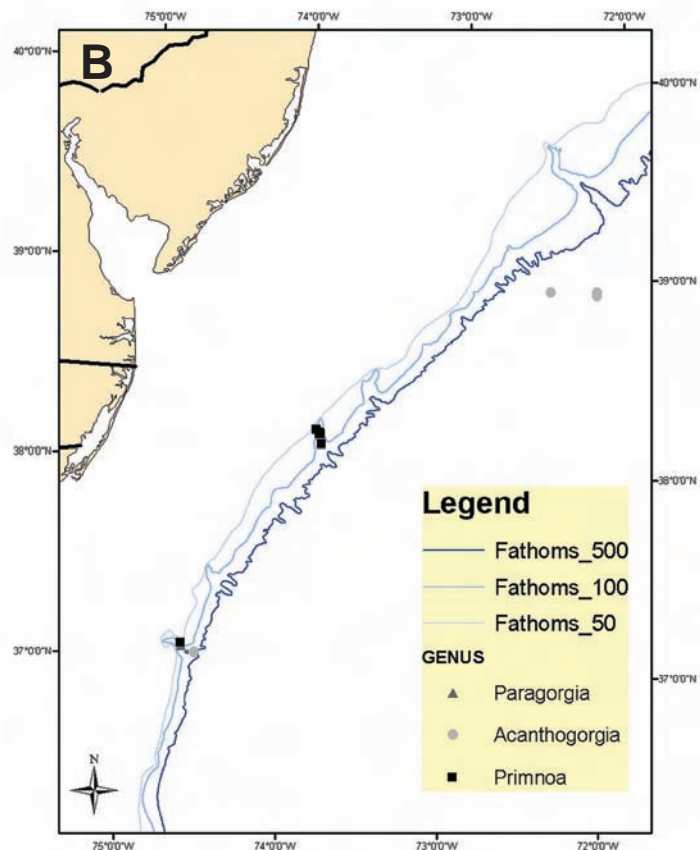 75°0'0"W 74°0'0"W 73°0'0"W 72°0'0"W
B
40°0'0"N
40°0'0"N
39°0'0"N
39°0'0"N
38°0'0"N
38°0'0"N
Legend
Fathoms_500
Fathoms_100
Fathoms_50
37°0'0"N
GENUS
37°0'0"N
Paragorgia
Acanthogorgia
N
Primnoa
75°0'0"W 74°0'0"W 73°0'0"W 72°0'0"W